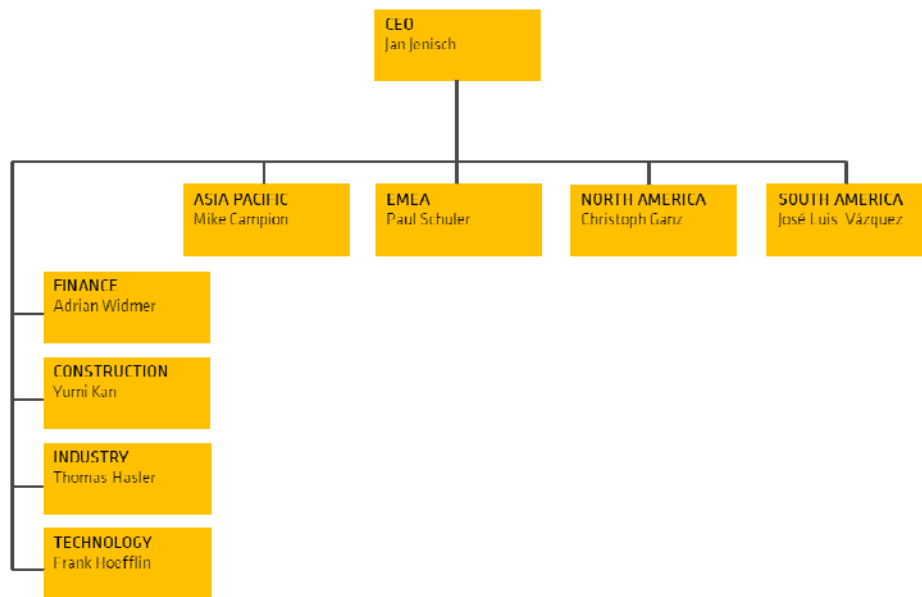 CEO
Jan Jenisch
ASIA PACIFIC
Mike Campion
EMEA
Paul Schuler
NORTH AMERICA
Christoph Ganz
SOUTH AMERICA
José Luis Vázquez
FINANCE
Adrian Widmer
CONSTRUCTION
Yumi Kan
INDUSTRY
Thomas Hasler
TECHNOLOGY
Frank Hoefflin